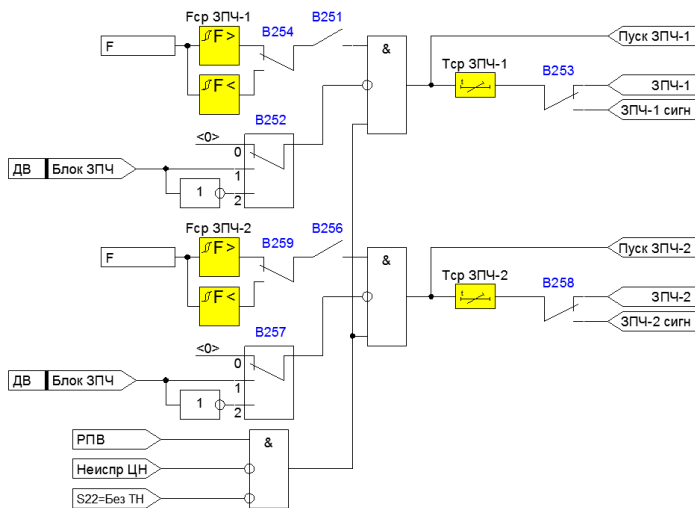 Fср ЗПЧ-1
B254
B251
F
F >
F <
&
Пуск ЗПЧ-1
Tср ЗПЧ-1
t
B253
ЗПЧ-1
ЗПЧ-1 сигн
B252
<0>
0
1
2
ДВ Блок ЗПЧ
1
Fср ЗПЧ-2
B259
B256
F
F >
F <
&
Пуск ЗПЧ-2
Tср ЗПЧ-2
t
B258
ЗПЧ-2
ЗПЧ-2 сигн
B257
<0>
0
1
2
ДВ Блок ЗПЧ
1
РПВ
Неиспр ЦН
S22=Без ТН
&